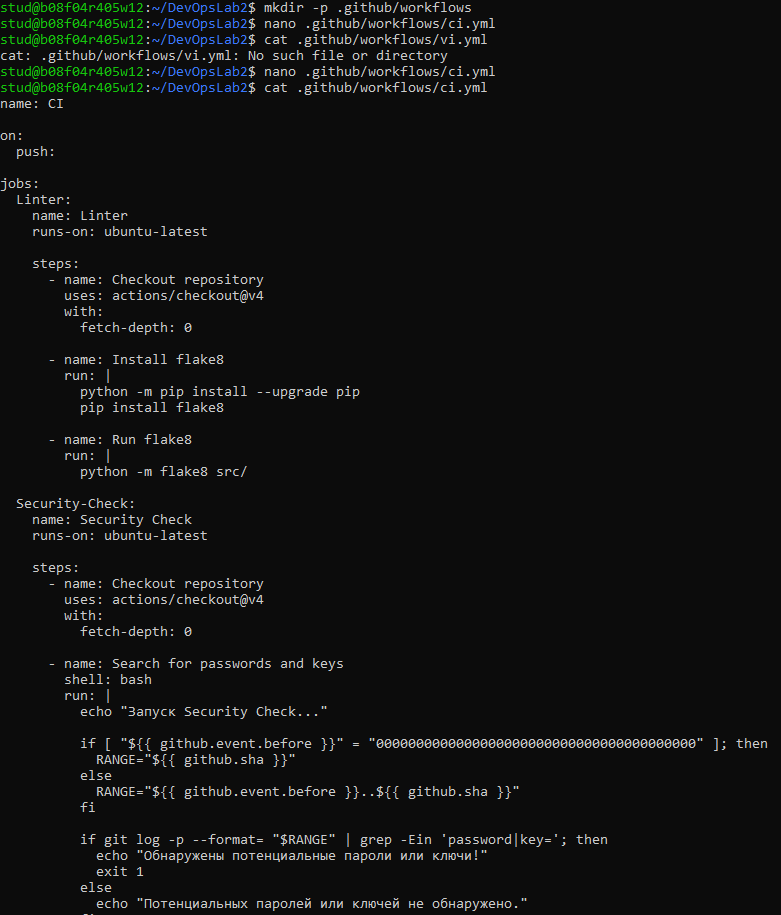 stud@b08f04r405w12:~/DevOpsLab2$ mkdir -p .github/workflows
stud@b08f04r405w12:~/DevOpsLab2$ nano .github/workflows/ci.yml
stud@b08f04r405w12:~/DevOpsLab2$ cat .github/workflows/vi.yml
cat: .github/workflows/vi.yml: No such file or directory
stud@b08f04r405w12:~/DevOpsLab2$ nano .github/workflows/ci.yml
stud@b08f04r405w12:~/DevOpsLab2$ cat .github/workflows/ci.yml
name: CI

on:
  push:

jobs:
  Linter:
    name: Linter
    runs-on: ubuntu-latest

    steps:
      - name: Checkout repository
        uses: actions/checkout@v4
        with:
          fetch-depth: 0

      - name: Install flake8
        run: |
          python -m pip install --upgrade pip
          pip install flake8

      - name: Run flake8
        run: |
          python -m flake8 src/

  Security-Check:
    name: Security Check
    runs-on: ubuntu-latest

    steps:
      - name: Checkout repository
        uses: actions/checkout@v4
        with:
          fetch-depth: 0

      - name: Search for passwords and keys
        shell: bash
        run: |
          echo "Запуск Security Check..."

          if [ "${{ github.event.before }}" = "0000000000000000000000000000000000000000" ]; then
            RANGE="${{ github.sha }}"
          else
            RANGE="${{ github.event.before }}..${{ github.sha }}"
          fi

          if git log -p --format= "$RANGE" | grep -Ein 'password|key='; then
            echo "Обнаружены потенциальные пароли или ключи!"
            exit 1
          else
            echo "Потенциальных паролей или ключей не обнаружено."